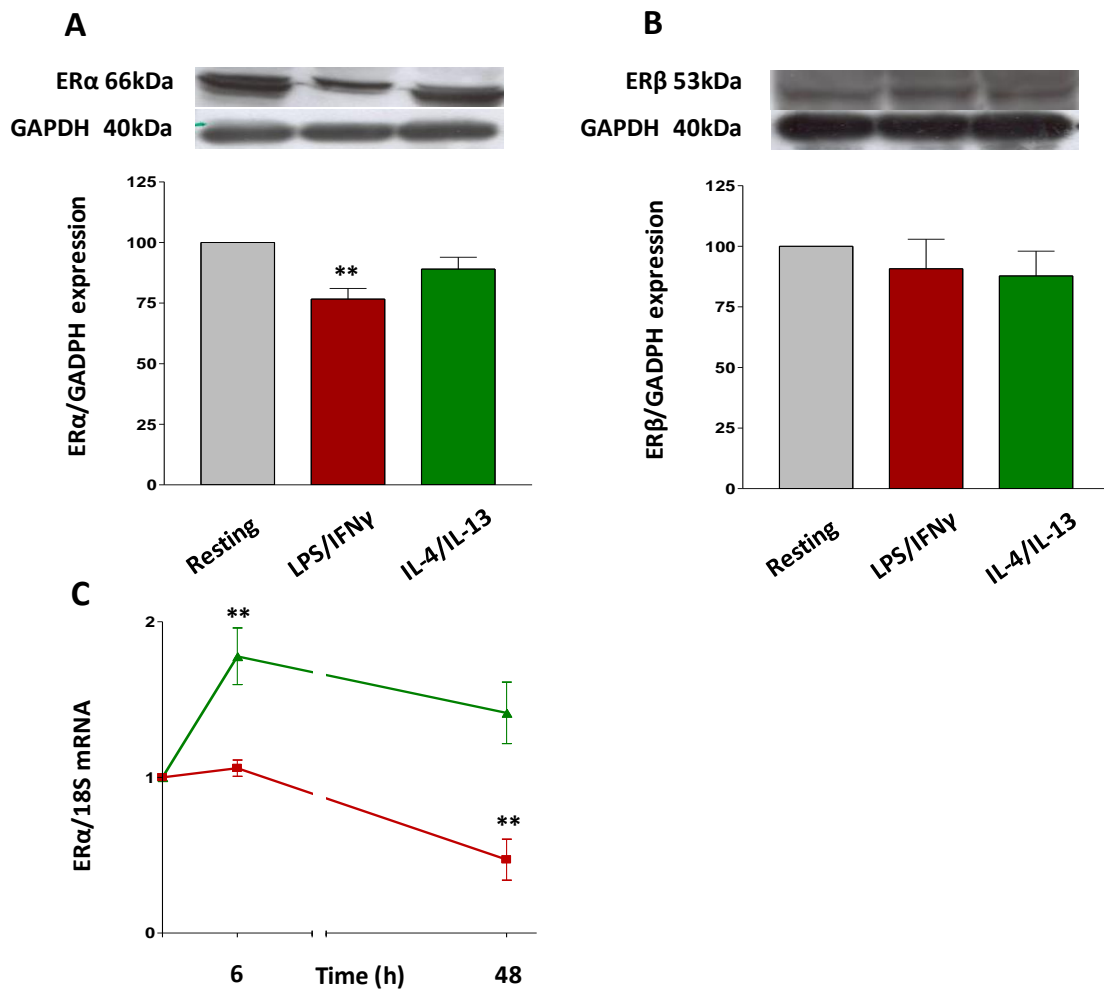 A
ERα 66kDa
GAPDH 40kDa
125
100
75
50
25
0
ERα/GADPH expression
**
Resting
LPS/IFNγ
IL-4/IL-13
B
ERβ 53kDa
GAPDH 40kDa
125
100
75
50
25
0
ERβ/GADPH expression
Resting
LPS/IFNγ
IL-4/IL-13
C
2
1
0
ERα/18S mRNA
**
**
6 Time (h) 48